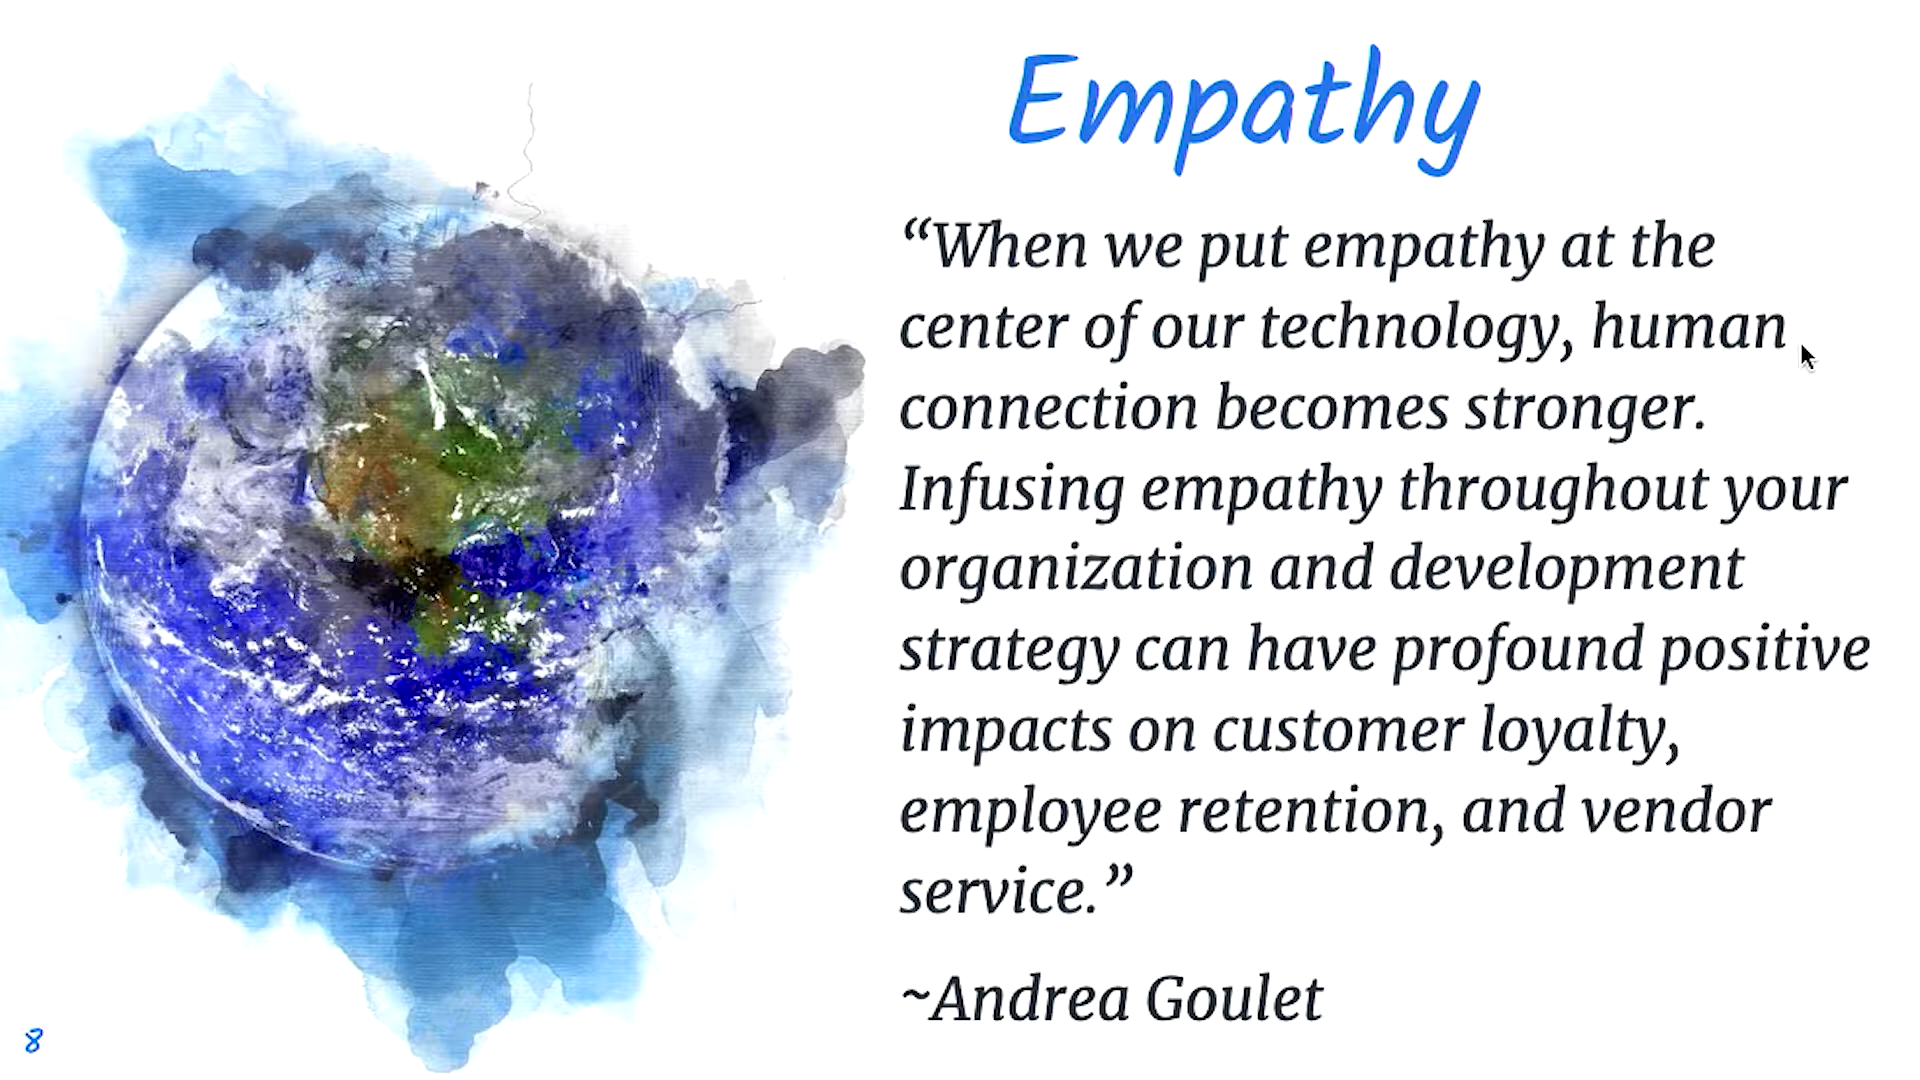 Empathy
“When we put empathy at the
center of our technology, human
connection becomes stronger.
Infusing empathy throughout your
organization and development
strategy can have profound positive
impacts on customer loyalty,
employee retention, and vendor
service.”
~Andrea Goulet
8